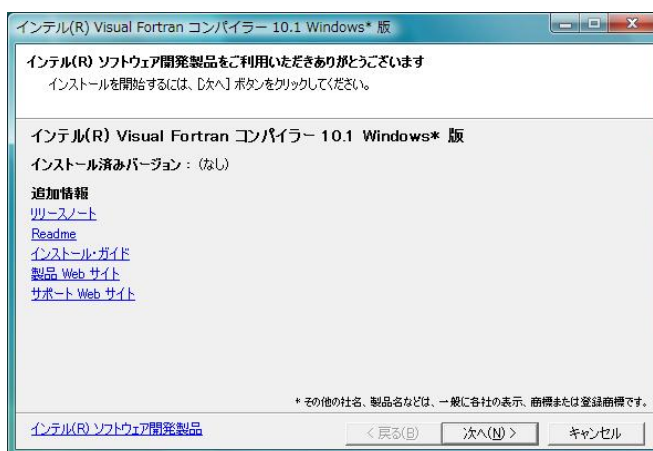 インテル(R) Visual Fortran コンパイラー 10.1 Windows* 版
インテル(R) ソフトウェア開発製品をご利用いただきありがとうございます
インストールを開始するには、[次へ] ボタンをクリックしてください。
インテル(R) Visual Fortran コンパイラー 10.1 Windows* 版
インストール済みバージョン : (なし)
追加情報
リリースノート
Readme
インストール・ガイド
製品 Web サイト
サポート Web サイト
* その他の社名、製品名などは、一般に各社の表示、商標または登録商標です。
インテル(R) ソフトウェア開発製品
< 戻る(B)
次へ(N) >
キャンセル